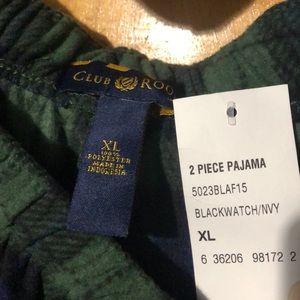 CLUB ROO
XL
100%
POLYESTER
MADE IN
INDONESIA
2 PIECE PAJAMA
5023BLAF15
BLACKWATCH/NVY
XL
6 36206 98172 2